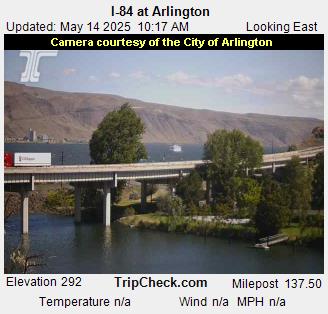 I-84 at Arlington
Updated: May 14 2025 10:17 AM Looking East
Camera courtesy of the City of Arlington
Elevation 292 TripCheck.com Milepost 137.50
Temperature n/a Wind n/a MPH n/a